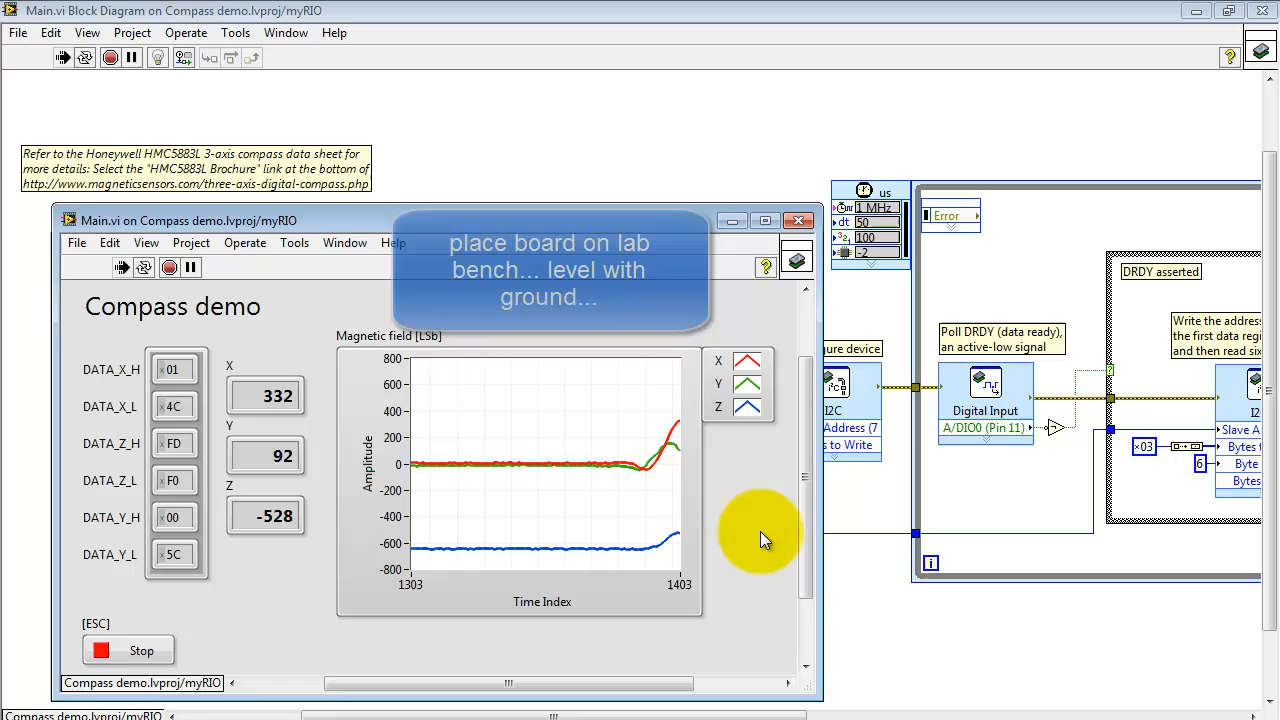 Main.vi Block Diagram on Compass demo.lvproj/myRIO
File Edit View Project Operate Tools Window Help
Refer to the Honeywell HMC5883L 3-axis compass data sheet for
more details: Select the "HMC5883L Brochure" link at the bottom of
http://www.magneticsensors.com/three-axis-digital-compass.php
Main.vi on Compass demo.lvproj/myRIO
File Edit View Project Operate Tools Window Help
place board on lab
bench... level with
ground...
Compass demo
DATA_X_H
x 01
DATA_X_L
x 4C
DATA_Z_H
x FD
DATA_Z_L
x F0
DATA_Y_H
x 00
DATA_Y_L
x 5C
X
332
Y
92
Z
-528
Magnetic field [LSb]
Amplitude
800
600
400
200
0
-200
-400
-600
-800
1303 1403
Time Index
X
Y
Z
[ESC]
Stop
Compass demo.lvproj/myRIO
us
1 MHz
dt 50
100
-2
Error
DRDY asserted
Poll DRDY (data ready),
an active-low signal
Write the addres
the first data regi
and then read six
ure device
I2C
Address (7
s to Write
Digital Input
A/DIO0 (Pin 11)
x03
6
I2
Slave A
Bytes t
Byte
Bytes
i
Compass demo.lvproj/myRIO